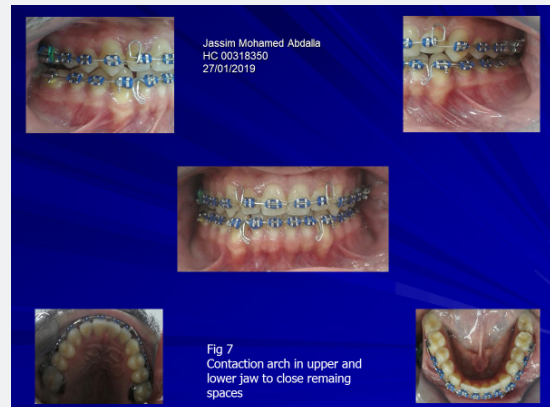 Jassim Mohamed Abdalla
HC 00318350
27/01/2019
Fig 7
Contaction arch in upper and
lower jaw to close remaing
spaces